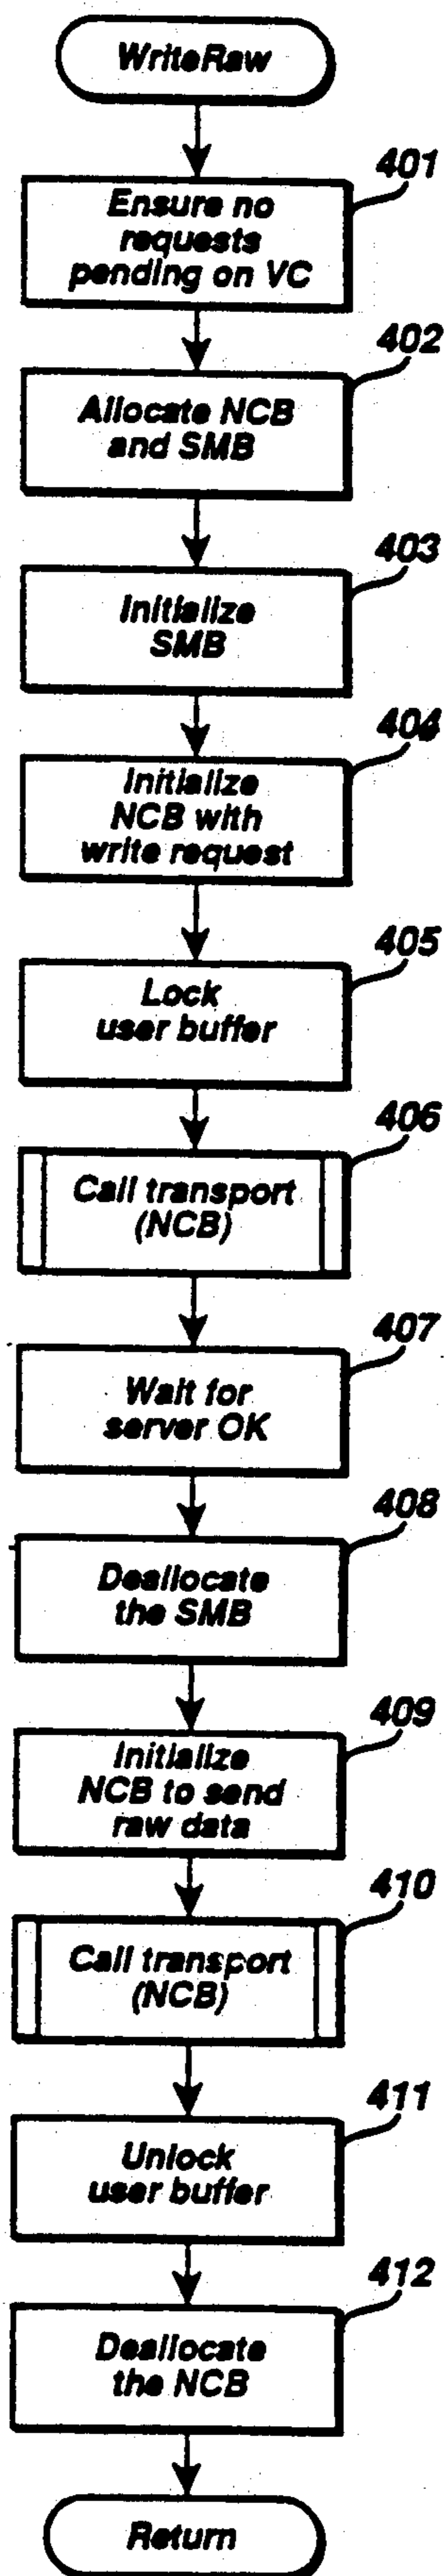 WriteRaw
401
Ensure no
requests
pending on VC
402
Allocate NCB
and SMB
403
Initialize
SMB
404
Initialize
NCB with
write request
405
Lock
user buffer
406
Call transport
(NCB)
407
Wait for
server OK
408
Deallocate
the SMB
409
Initialize
NCB to send
raw data
410
Call transport
(NCB)
411
Unlock
user buffer
412
Deallocate
the NCB
Return